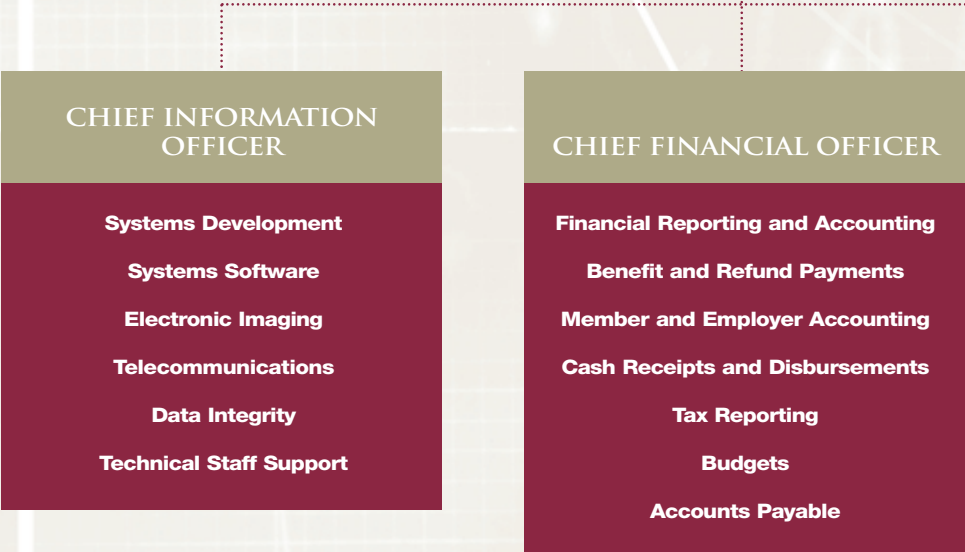 CHIEF INFORMATION
OFFICER
Systems Development
Systems Software
Electronic Imaging
Telecommunications
Data Integrity
Technical Staff Support
CHIEF FINANCIAL OFFICER
Financial Reporting and Accounting
Benefit and Refund Payments
Member and Employer Accounting
Cash Receipts and Disbursements
Tax Reporting
Budgets
Accounts Payable